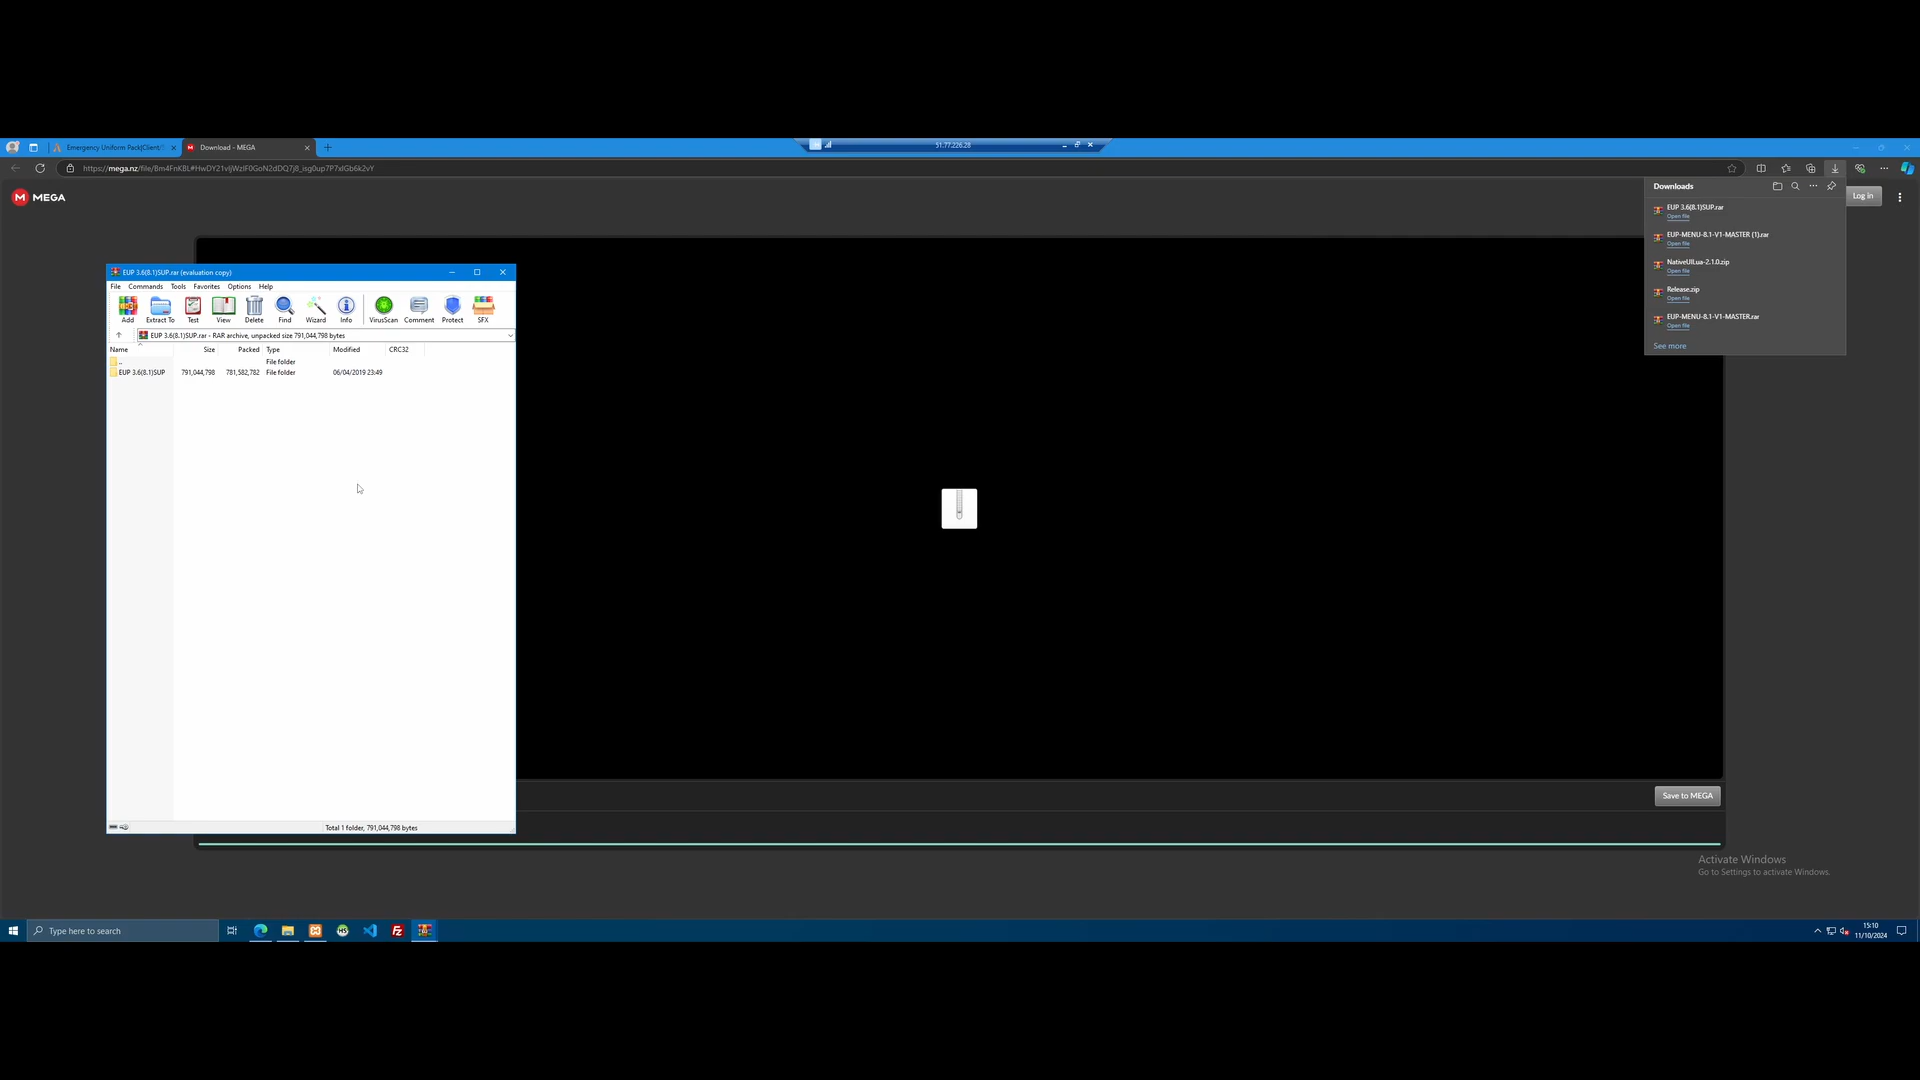 Emergency Uniform Pack[Client/S
Download - MEGA
51.77.226.28
https://mega.nz/file/
MEGA
Log in
Downloads
EUP 3.6(8.1)SUP.rar
Open file
EUP-MENU-8.1-V1-MASTER (1).rar
Open file
NativeUILua-2.1.0.zip
Open file
Release.zip
Open file
EUP-MENU-8.1-V1-MASTER.rar
Open file
See more
EUP 3.6(8.1)SUP.rar (evaluation copy)
File Commands Tools Favorites Options Help
Add Extract To Test View Delete Find Wizard Info VirusScan Comment Protect SFX
EUP 3.6(8.1)SUP.rar - RAR archive, unpacked size 791,044,798 bytes
Name Size Packed Type Modified CRC32
.. File folder
EUP 3.6(8.1)SUP 791,044,798 781,582,782 File folder 06/04/2019 23:49
Total 1 folder, 791,044,798 bytes
Save to MEGA
Activate Windows
Go to Settings to activate Windows.
Type here to search
15:10
11/10/2024